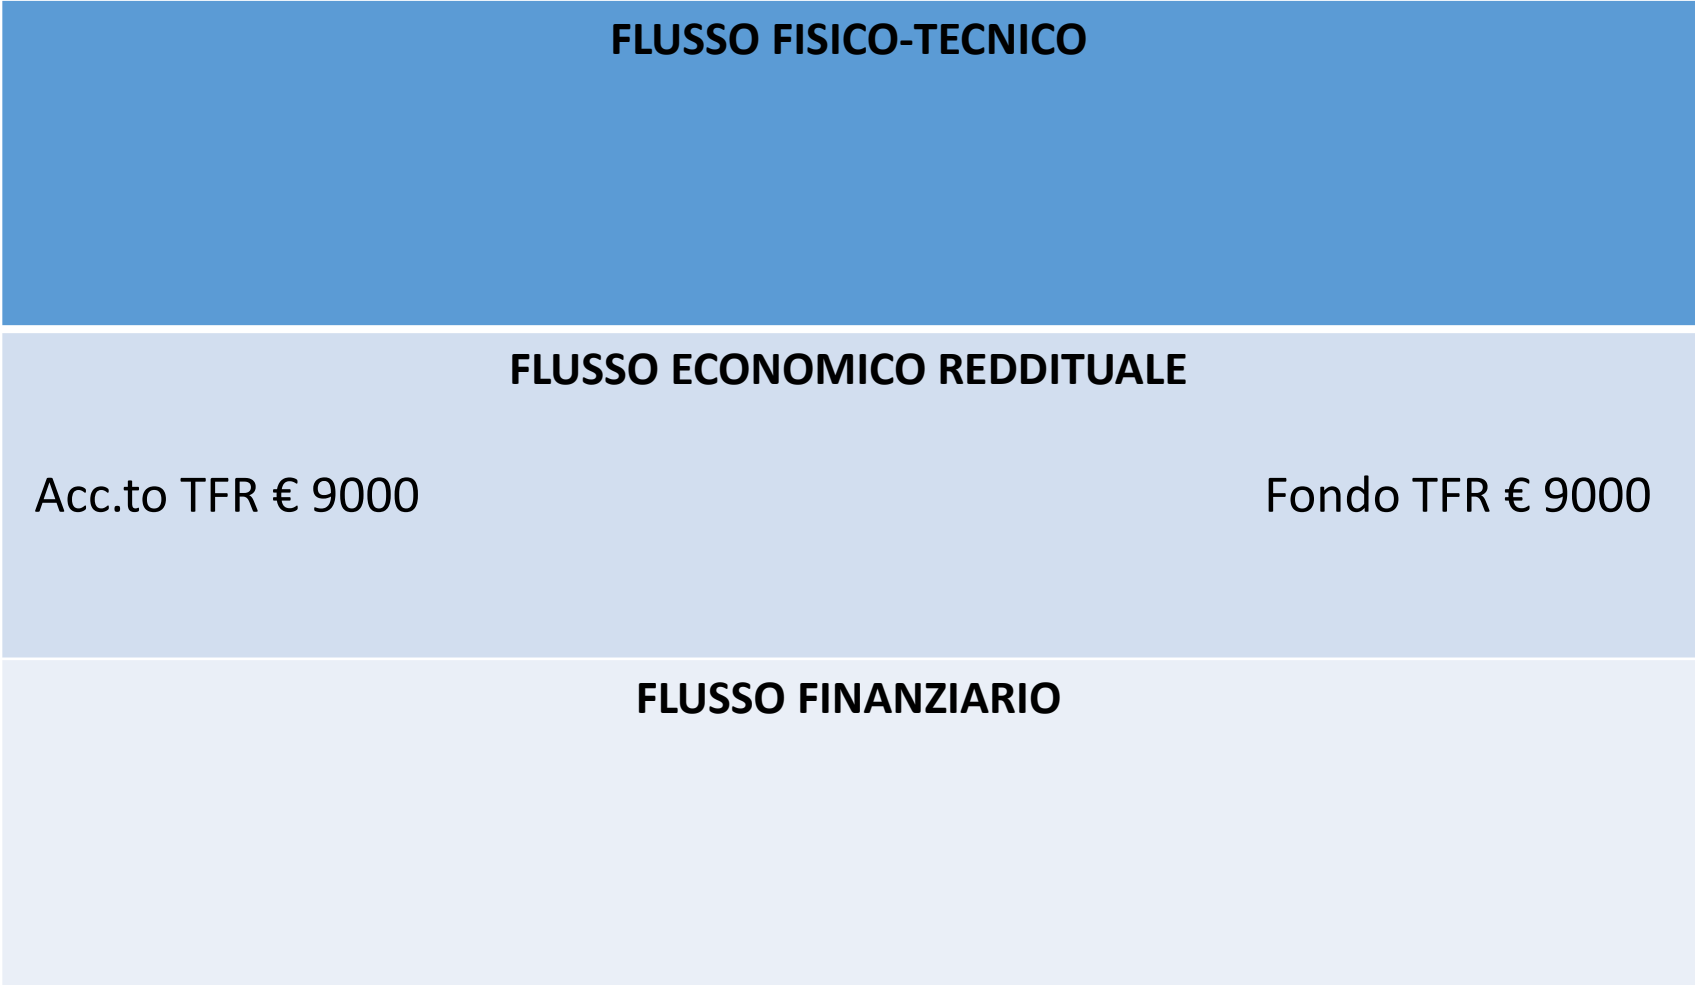 FLUSSO FISICO-TECNICO
FLUSSO ECONOMICO REDDITUALE
Acc.to TFR € 9000 Fondo TFR € 9000
FLUSSO FINANZIARIO